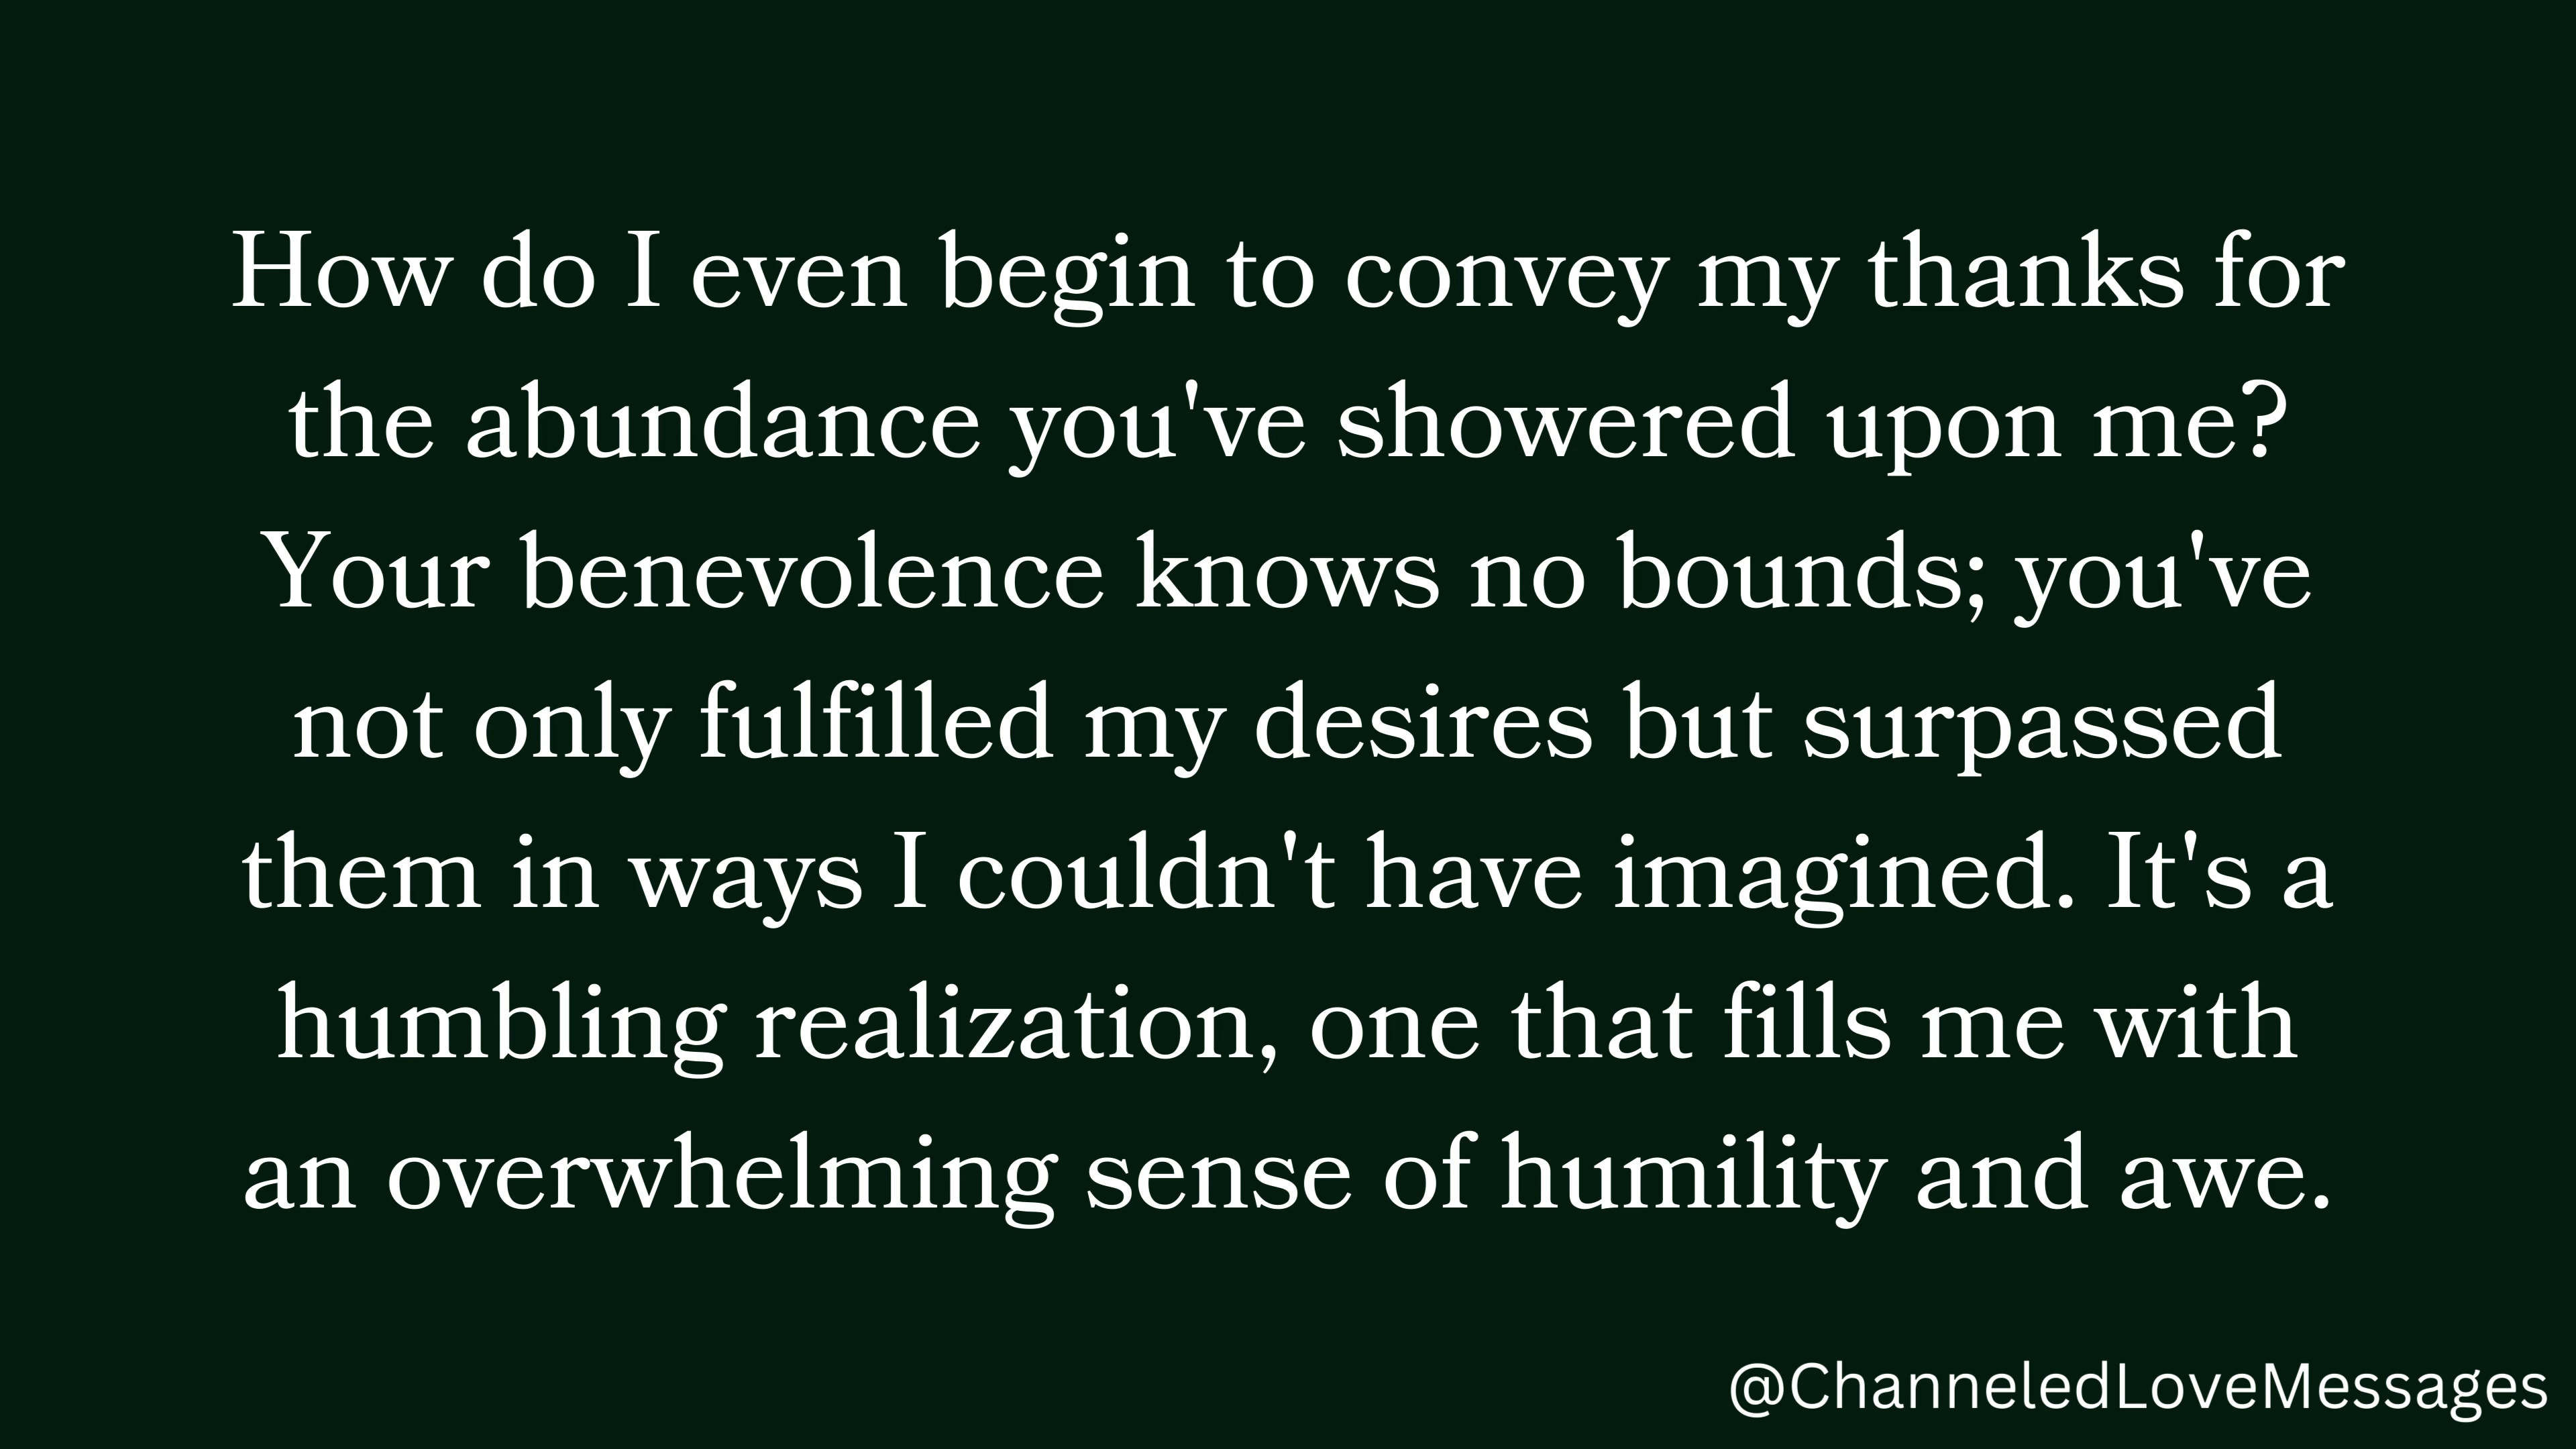 How do I even begin to convey my thanks for
the abundance you've showered upon me?
Your benevolence knows no bounds; you've
not only fulfilled my desires but surpassed
them in ways I couldn't have imagined. It's a
humbling realization, one that fills me with
an overwhelming sense of humility and awe.
@ChanneledLoveMessages